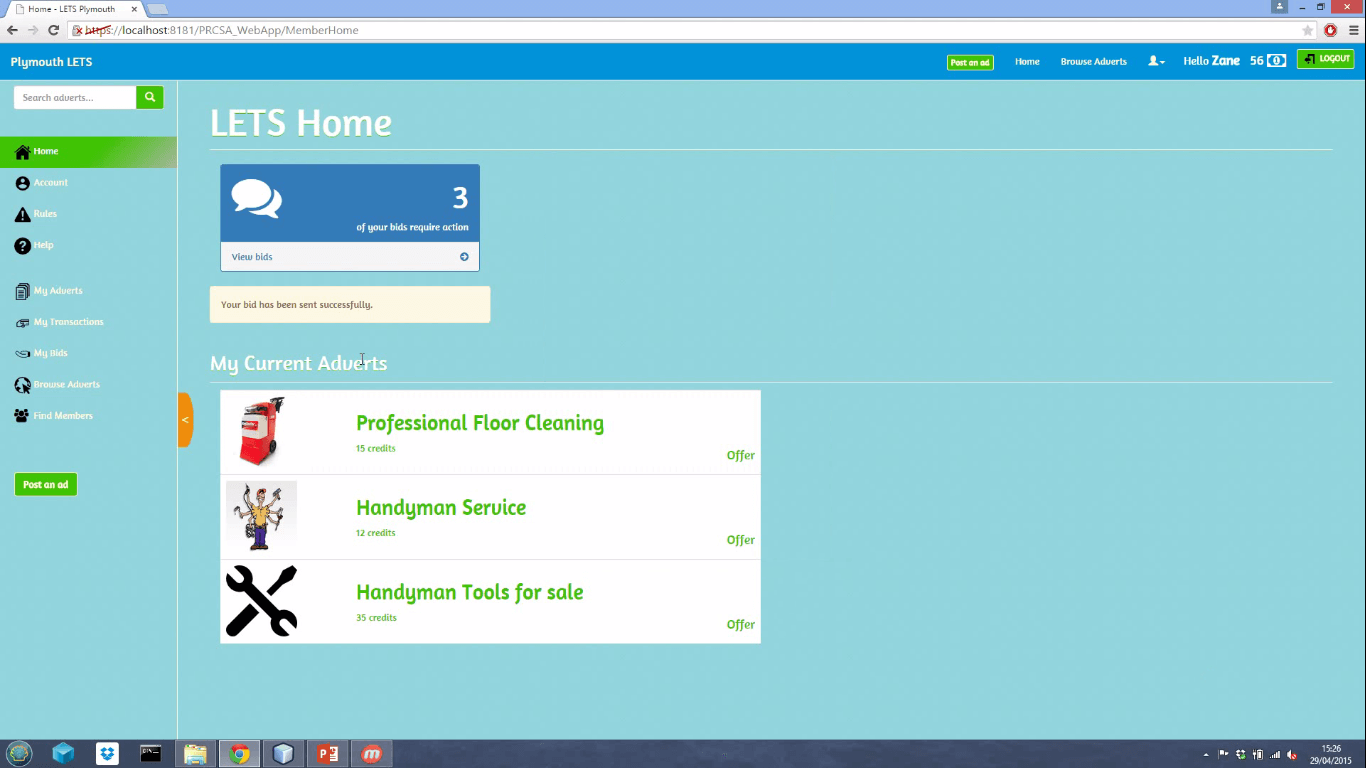 Home - LETS Plymouth
https://localhost:8181/PRCSA_WebApp/MemberHome
Plymouth LETS
Post an ad
Home
Browse Adverts
Hello Zane
56
LOGOUT
Search adverts...
Home
Account
Rules
Help
My Adverts
My Transactions
My Bids
Browse Adverts
Find Members
Post an ad
<
LETS Home
3
of your bids require action
View bids
Your bid has been sent successfully.
My Current Adverts
Professional Floor Cleaning
15 credits
Offer
Handyman Service
12 credits
Offer
Handyman Tools for sale
35 credits
Offer
15:26
29/04/2015